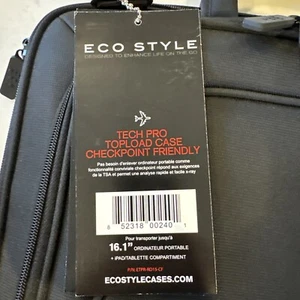 ECO STYLE
DESIGNED TO ENHANCE LIFE ON THE GO
TECH PRO
TOPLOAD CASE
CHECKPOINT FRIENDLY
Pas besoin d'enlever ordinateur portable comme
fonctionnalité conviviale checkpoint répond aux exigences
de la TSA et permet une analyse rapide et facile x-ray
8 52318 00240 1
Pour transporter jusqu'à
16.1" ORDINATEUR PORTABLE
+ iPAD/TABLETTE COMPARTIMENT
P/N: ETPR-BD15-CF
ECOSTYLECASES.COM